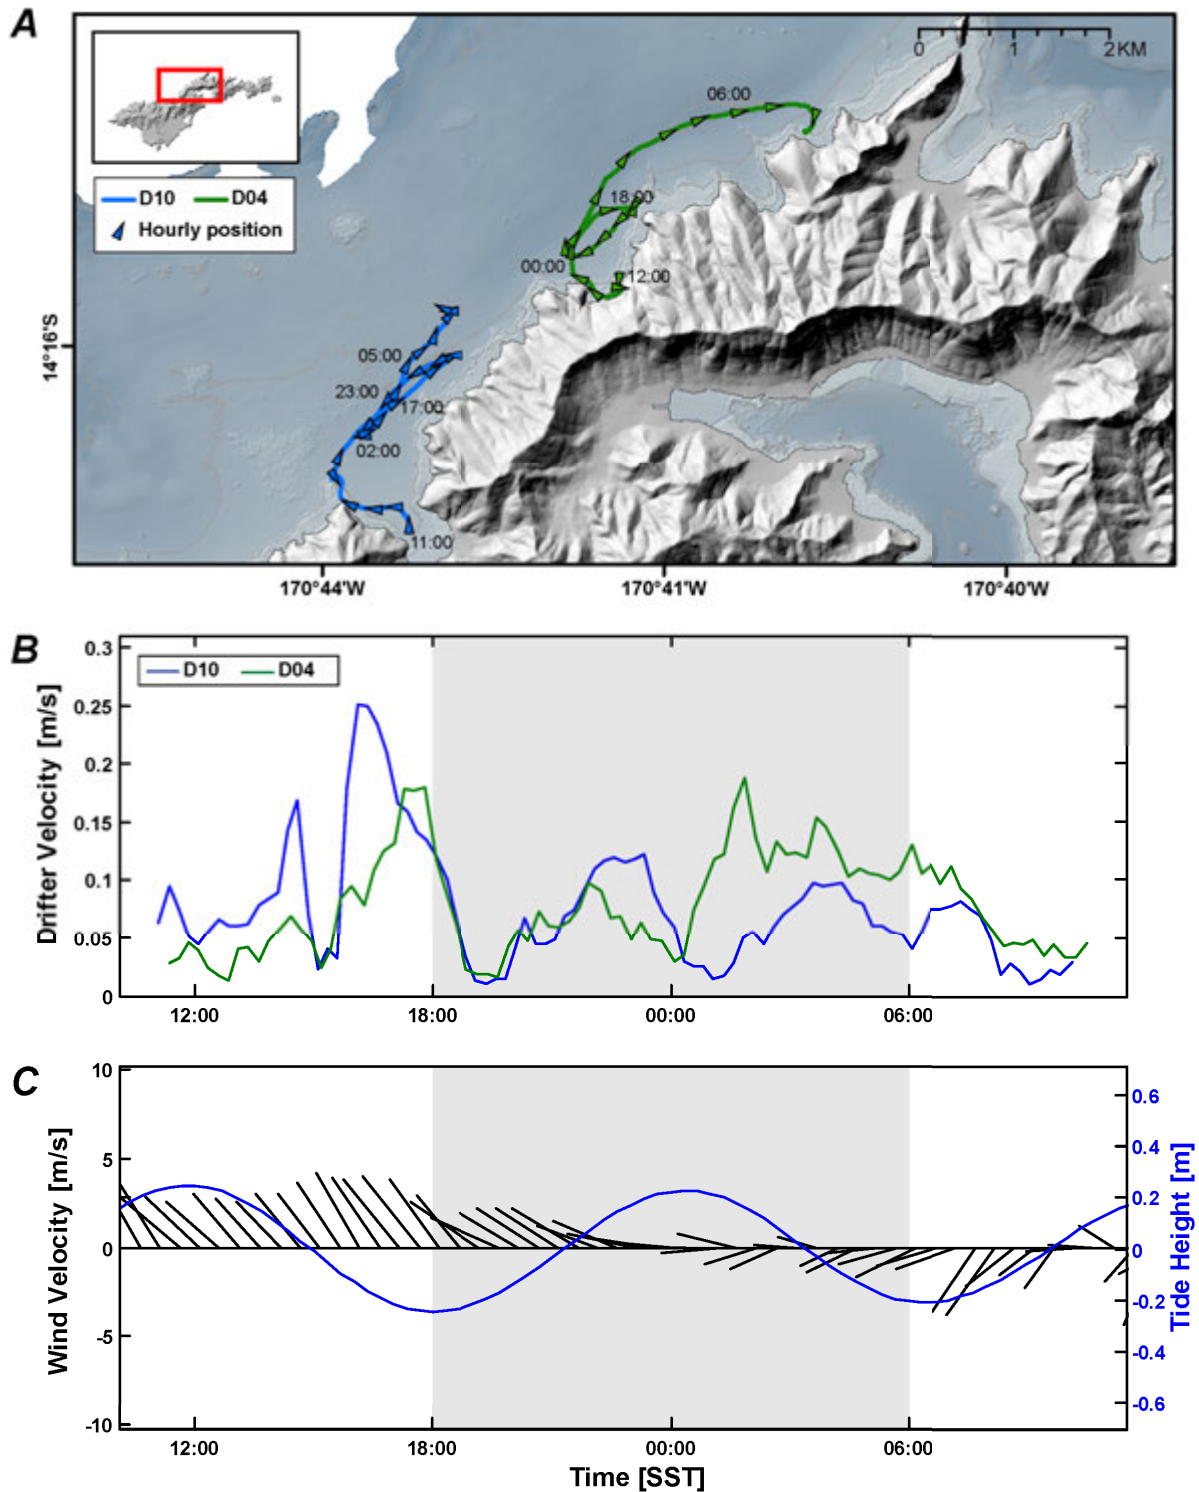 A
0 1 2 KM
D10 D04
Hourly position
06:00
18:00
00:00
12:00
05:00
23:00
17:00
02:00
11:00
14°16'S
170°44'W 170°41'W 170°40'W
B
D10 D04
Drifter Velocity [m/s]
0.3
0.25
0.2
0.15
0.1
0.05
0
12:00 18:00 00:00 06:00
C
Wind Velocity [m/s]
10
5
0
-5
-10
0.6
0.4
0.2
0
-0.2
-0.4
-0.6
Tide Height [m]
12:00 18:00 00:00 06:00
Time [SST]